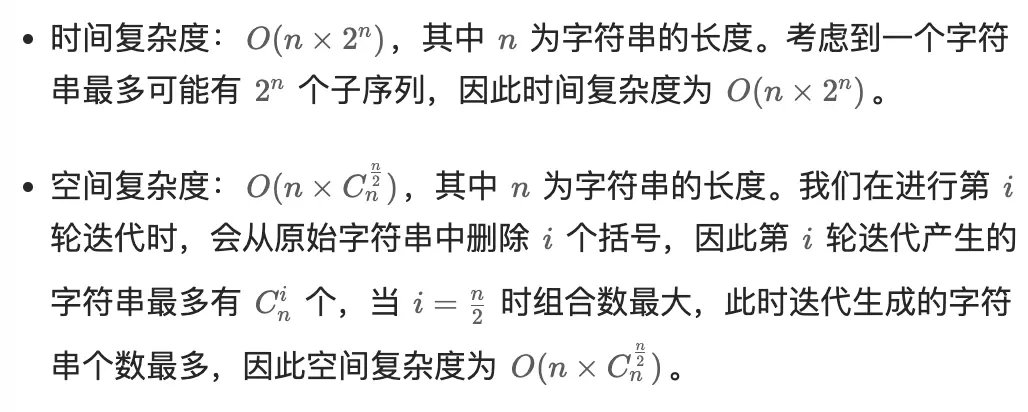 • 时间复杂度：$O(n \times 2^n)$，其中 $n$ 为字符串的长度。考虑到一个字符
串最多可能有 $2^n$ 个子序列，因此时间复杂度为 $O(n \times 2^n)$。
• 空间复杂度：$O(n \times C_n^{\frac{n}{2}})$，其中 $n$ 为字符串的长度。我们在进行第 $i$
轮迭代时，会从原始字符串中删除 $i$ 个括号，因此第 $i$ 轮迭代产生的
字符串最多有 $C_n^i$ 个，当 $i = \frac{n}{2}$ 时组合数最大，此时迭代生成的字符
串个数最多，因此空间复杂度为 $O(n \times C_n^{\frac{n}{2}})$。